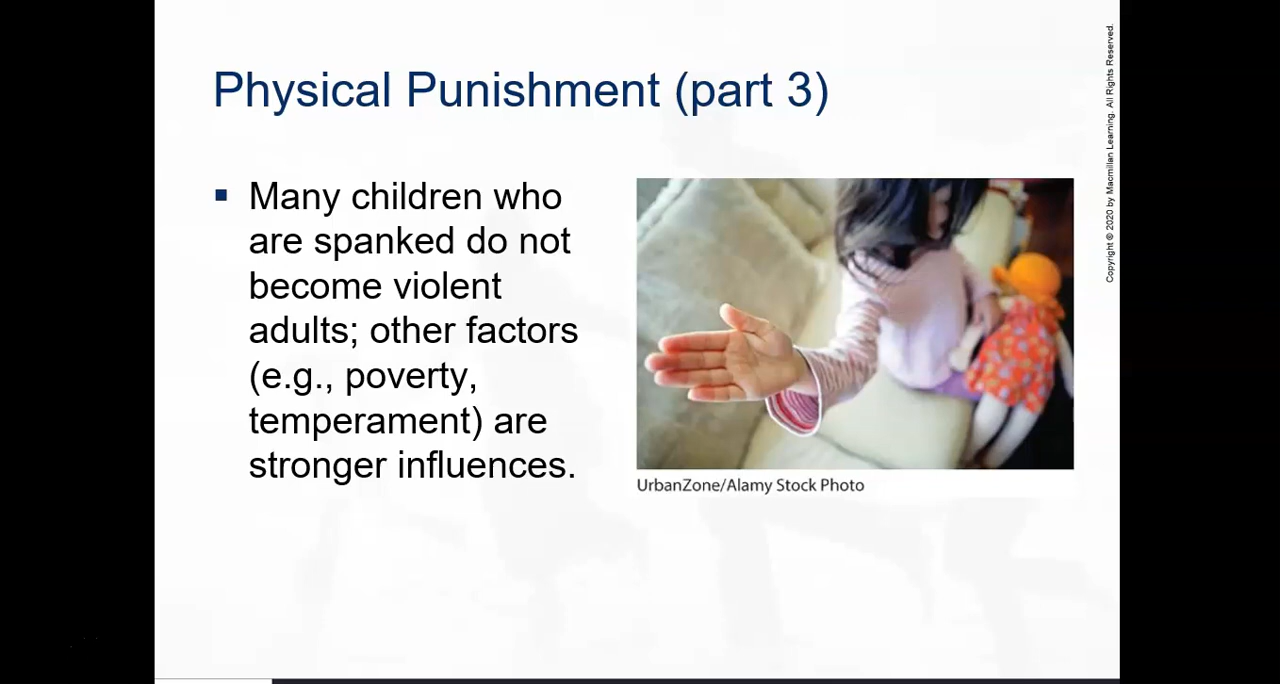 Physical Punishment (part 3)
▪ Many children who
are spanked do not
become violent
adults; other factors
(e.g., poverty,
temperament) are
stronger influences.
UrbanZone/Alamy Stock Photo
Copyright © 2020 by Macmillan Learning. All Rights Reserved.